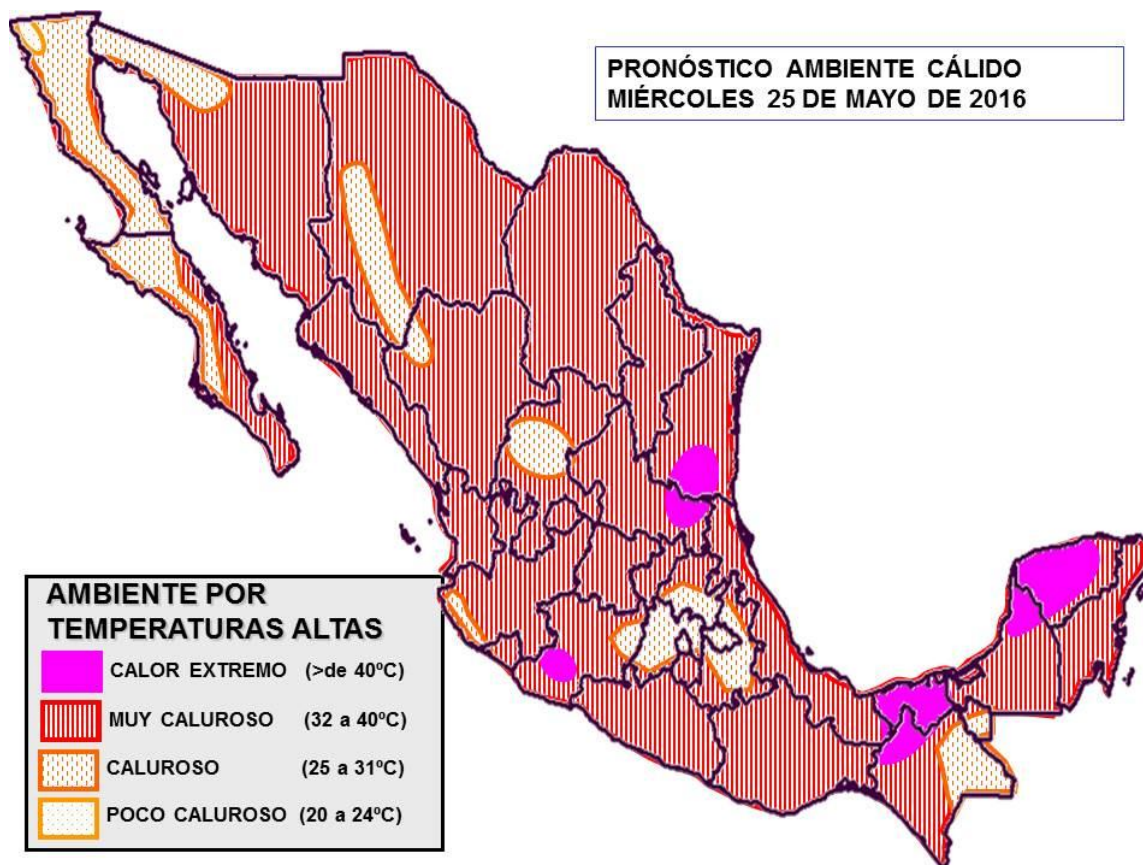 PRONÓSTICO AMBIENTE CÁLIDO
MIÉRCOLES 25 DE MAYO DE 2016
AMBIENTE POR
TEMPERATURAS ALTAS
CALOR EXTREMO (>de 40ºC)
MUY CALUROSO (32 a 40ºC)
CALUROSO (25 a 31ºC)
POCO CALUROSO (20 a 24ºC)